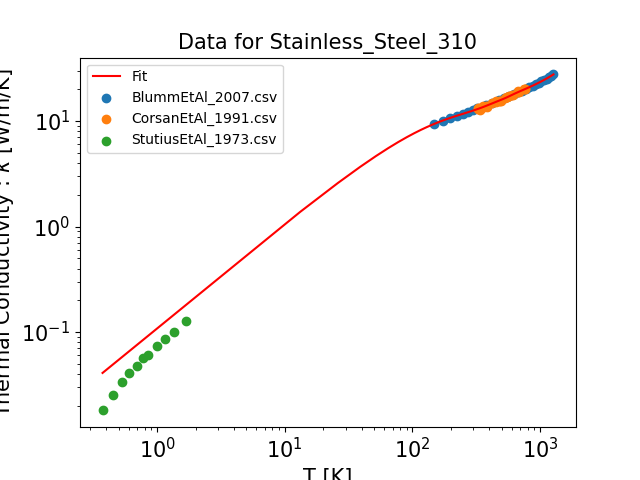 Data for Stainless_Steel_310
Fit
BlummEtAl_2007.csv
CorsanEtAl_1991.csv
StutiusEtAl_1973.csv
Thermal Conductivity : k [W/m/K]
10¹
10⁰
10⁻¹
10⁰ 10¹ 10² 10³
T [K]